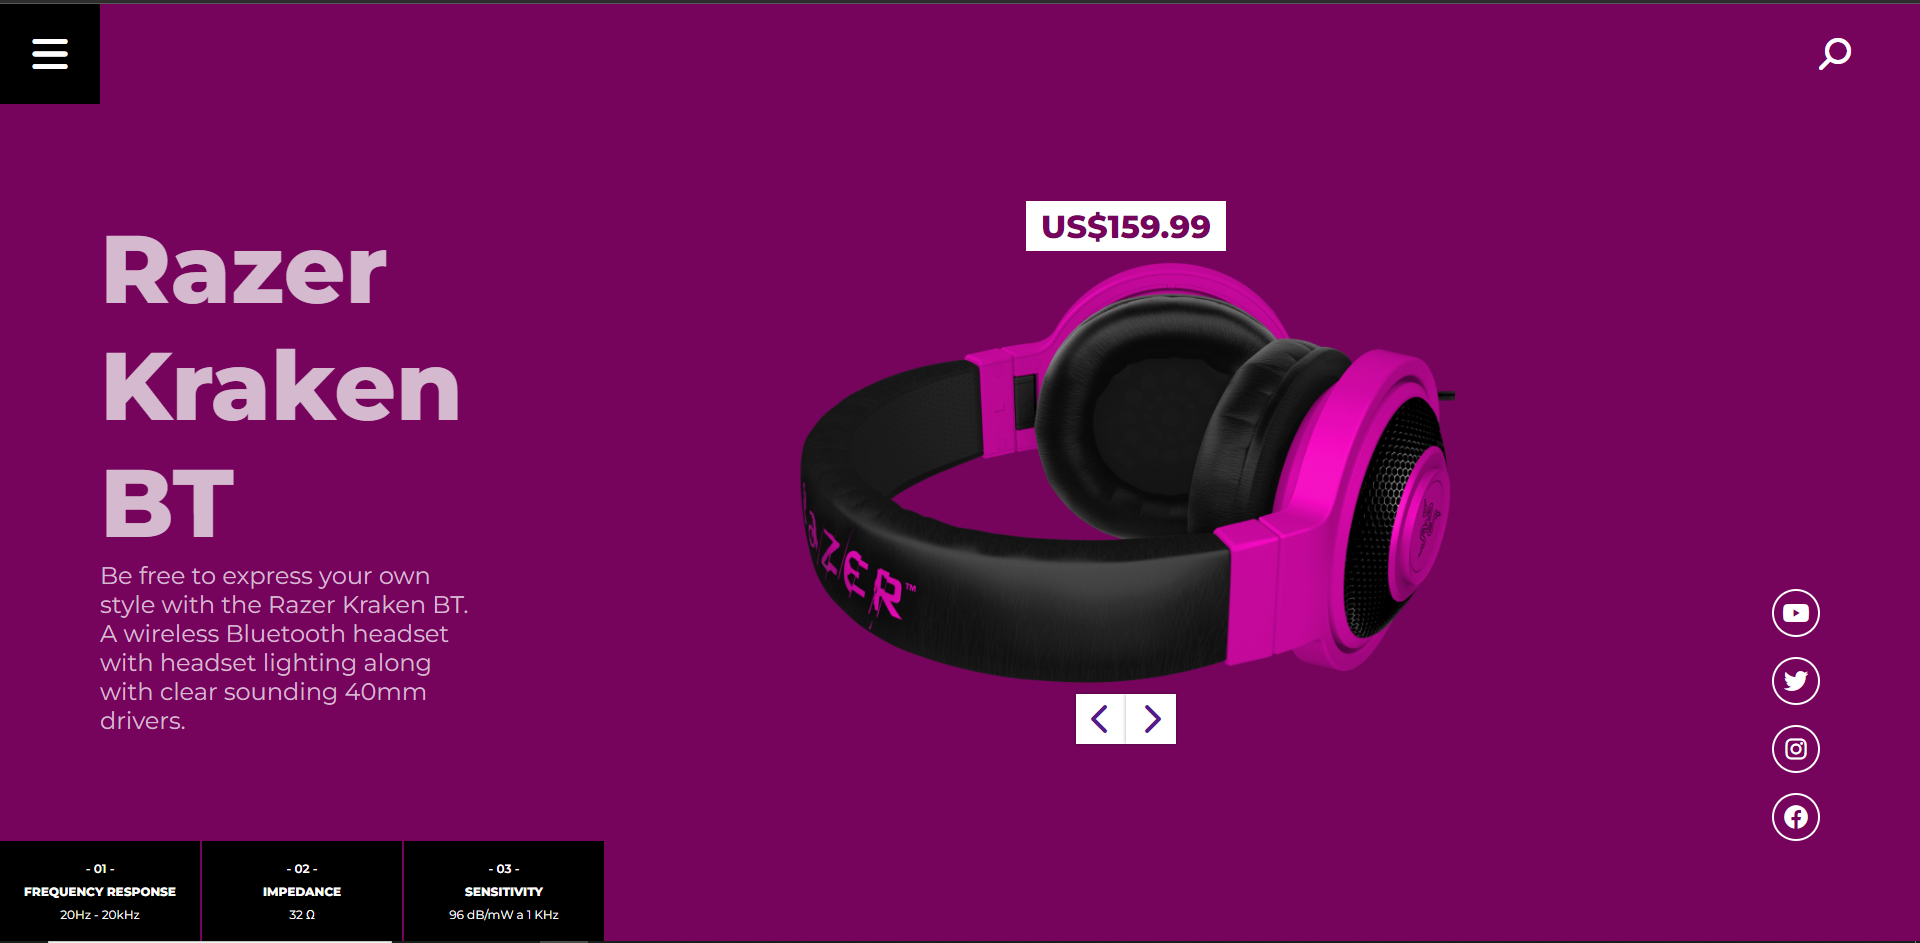 US$159.99
Razer
Kraken
BT
Be free to express your own
style with the Razer Kraken BT.
A wireless Bluetooth headset
with headset lighting along
with clear sounding 40mm
drivers.
RAZER™
- 01 -
FREQUENCY RESPONSE
20Hz - 20kHz
- 02 -
IMPEDANCE
32 Ω
- 03 -
SENSITIVITY
96 dB/mW a 1 KHz